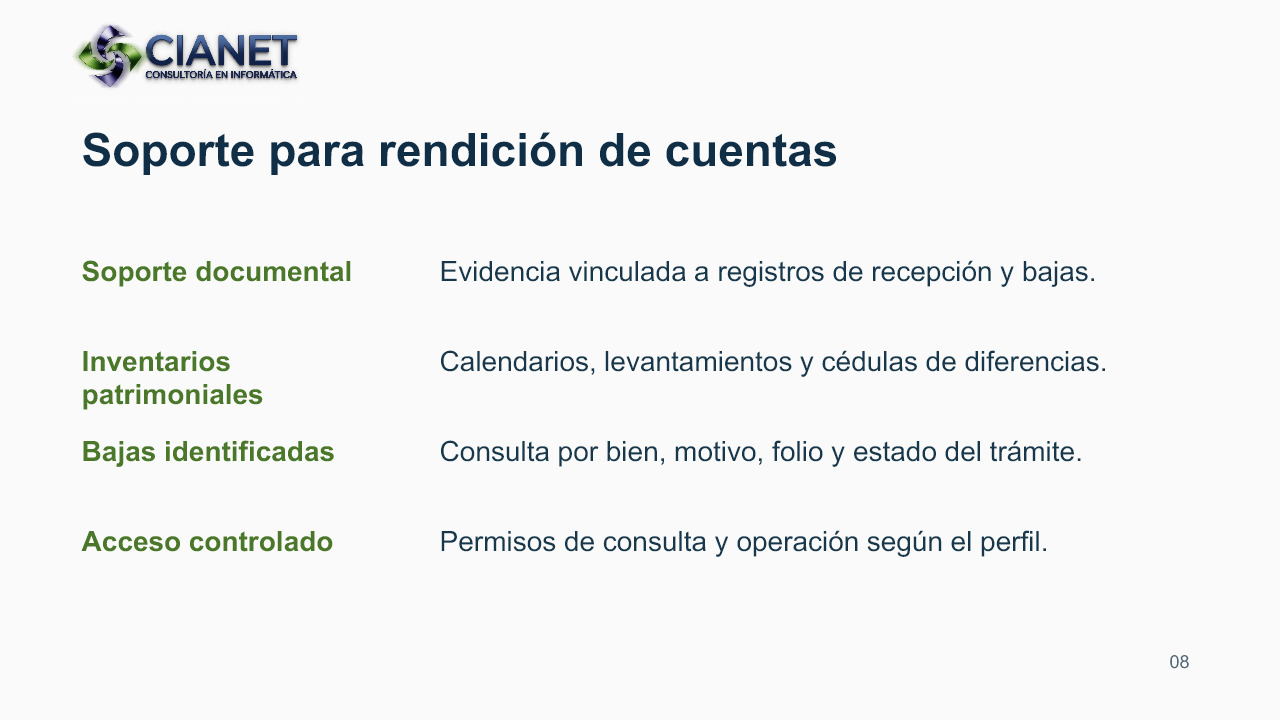 CIANET
CONSULTORÍA EN INFORMÁTICA
Soporte para rendición de cuentas
Soporte documental
Evidencia vinculada a registros de recepción y bajas.
Inventarios
patrimoniales
Calendarios, levantamientos y cédulas de diferencias.
Bajas identificadas
Consulta por bien, motivo, folio y estado del trámite.
Acceso controlado
Permisos de consulta y operación según el perfil.
08